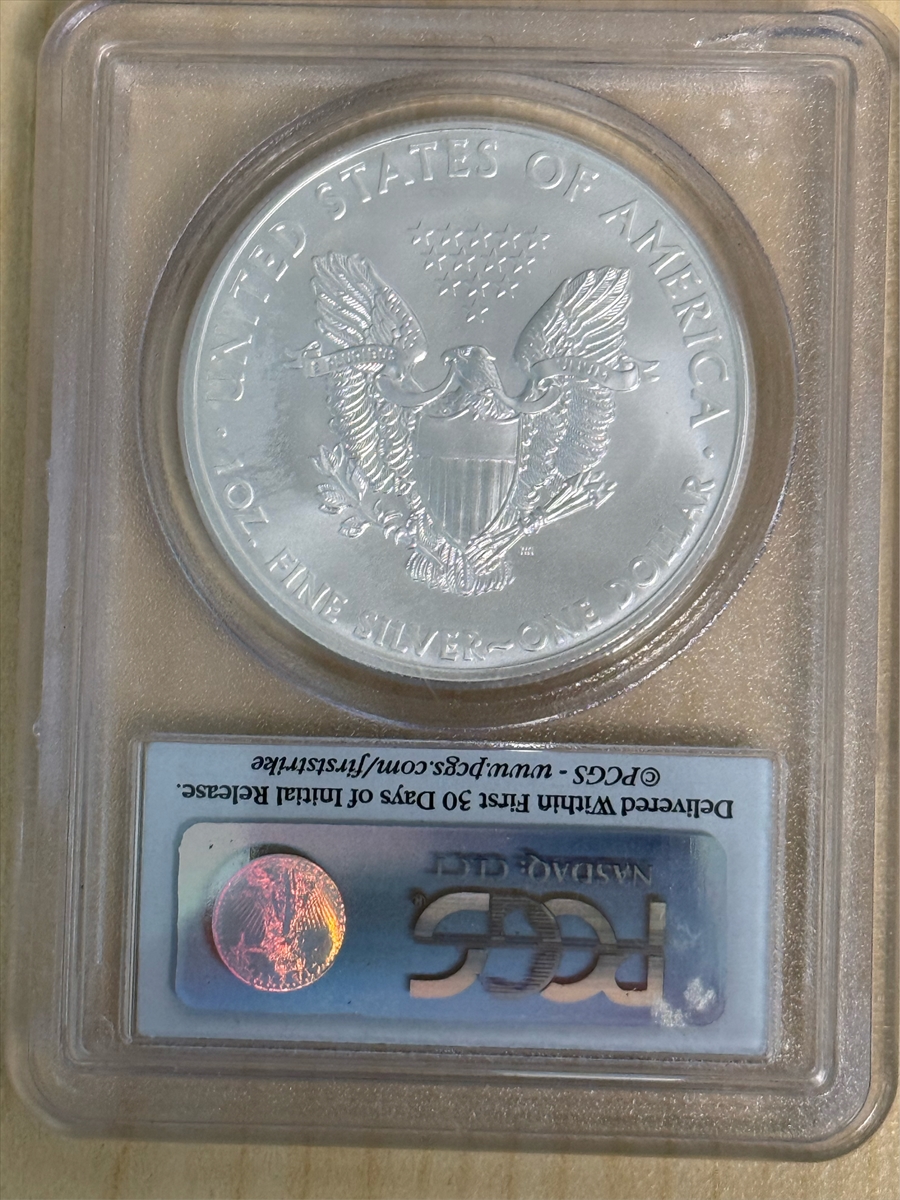 UNITED STATES OF AMERICA
1 OZ. FINE SILVER~ONE DOLLAR
Delivered Within First 30 Days of Initial Release.
©PCGS - www.pcgs.com/firststrike
PCGS
NASDAQ: CLCT